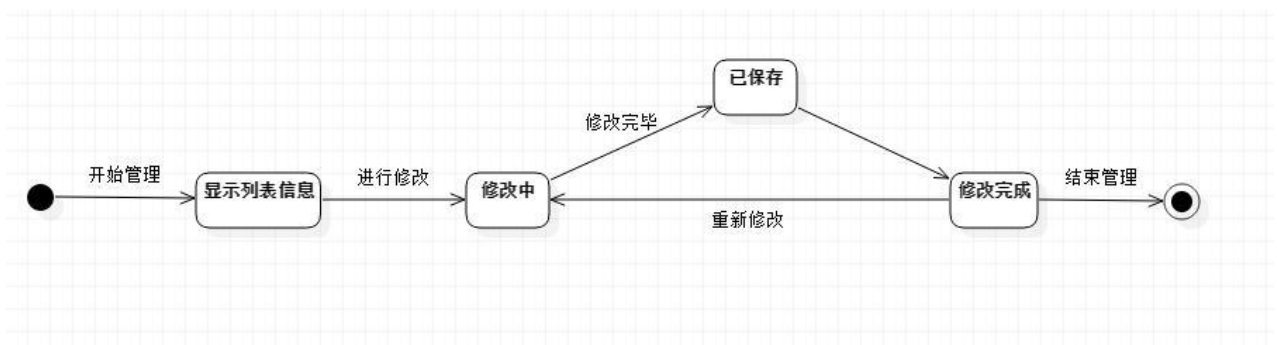 已保存
修改完毕
开始管理
显示列表信息
进行修改
修改中
修改完成
结束管理
重新修改